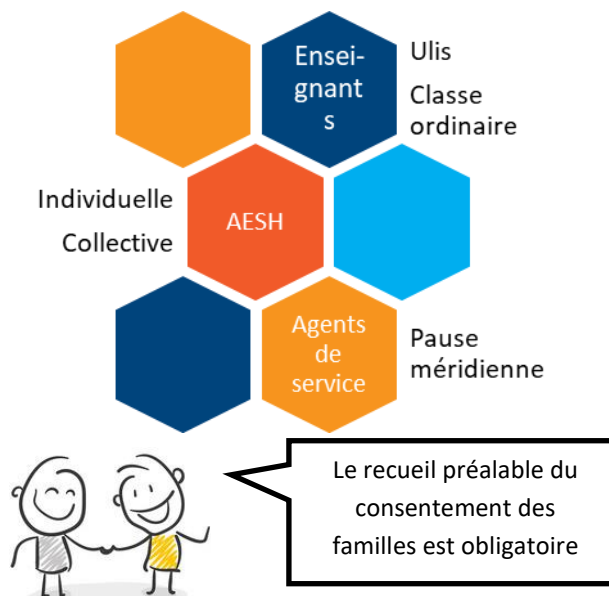 Ensei-
gnant
s
Ulis
Classe
ordinaire
Individuelle
Collective
AESH
Agents
de
service
Pause
méridienne
Le recueil préalable du
consentement des
familles est obligatoire